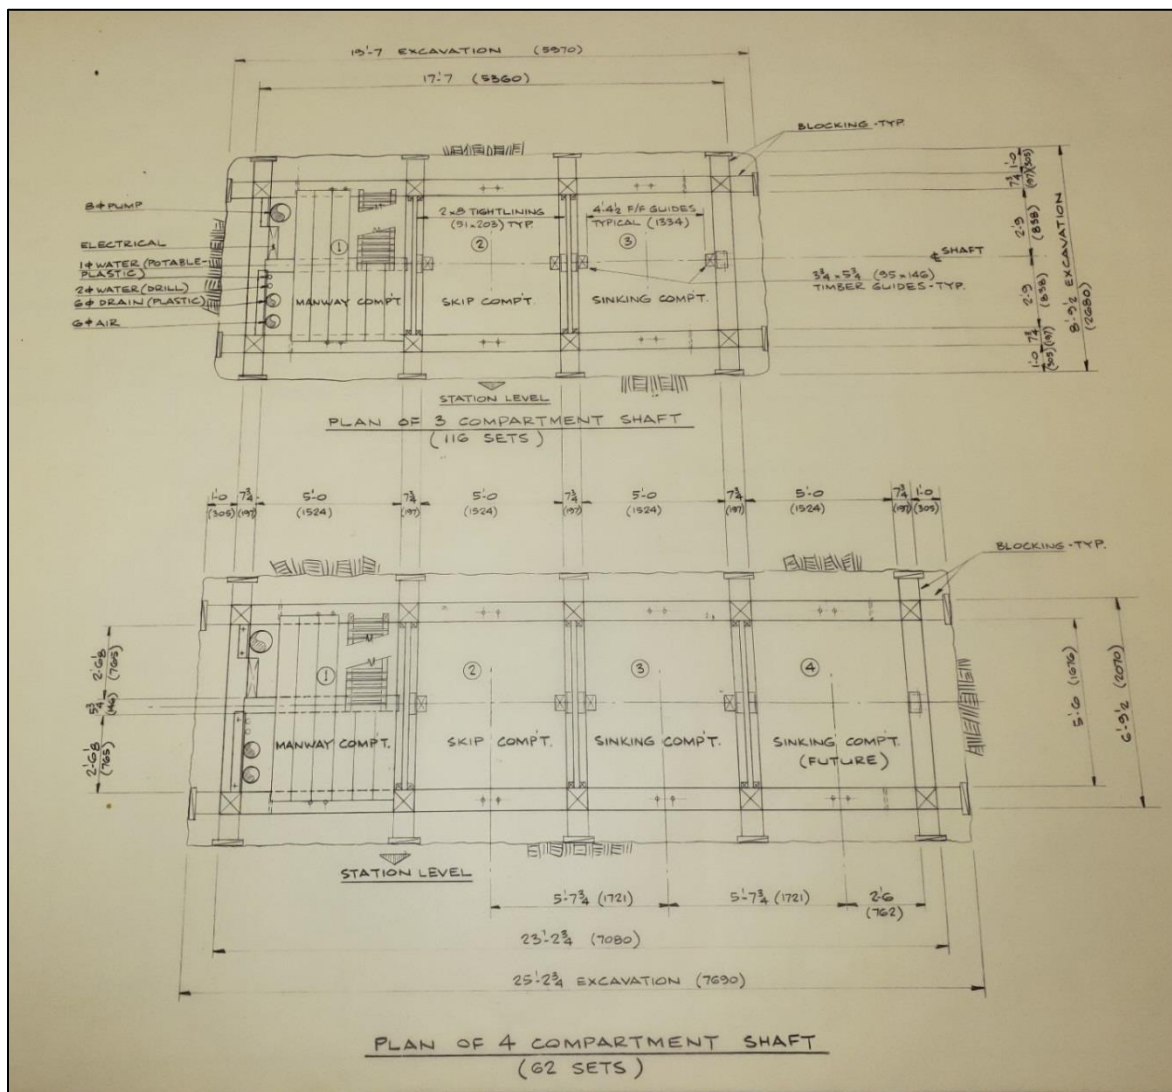 19'-7 EXCAVATION (5970)
17'-7 (5360)
BLOCKING-TYP.
8⌀ PUMP
ELECTRICAL
1⌀ WATER (POTABLE-
PLASTIC)
2⌀ WATER (DRILL)
6⌀ DRAIN (PLASTIC)
6⌀ AIR
①
MANWAY COMP'T
2 x 8 TIGHTLINING
(51 x 203) TYP.
②
SKIP COMP'T.
4'-4½ F/F GUIDES
TYPICAL (1334)
③
SINKING COMP'T.
℄ SHAFT
3¾ x 5¾ (95 x 146)
TIMBER GUIDES-TYP.
1'-0
(305)
7¾
(197)
2'-9
(838)
2'-9
(838)
7¾
(197)
1'-0
(305)
8'-9½ EXCAVATION
(2680)
STATION LEVEL
PLAN OF 3 COMPARTMENT SHAFT
(116 SETS)
1'-0 7¾ 5'-0 7¾ 5'-0 7¾ 5'-0 7¾ 5'-0 7¾ 1'-0
(305) (197) (1524) (197) (1524) (197) (1524) (197) (1524) (197) (305)
BLOCKING-TYP.
2'-6⅛
(765)
5¾
(146)
2'-6⅛
(765)
①
MANWAY COMP'T.
②
SKIP COMP'T.
③
SINKING COMP'T.
④
SINKING COMP'T.
(FUTURE)
5'-6 (1676)
6'-9½ (2070)
STATION LEVEL
5'-7¾ (1721) 5'-7¾ (1721) 2'-6
(762)
23'-2¾ (7080)
25'-2¾ EXCAVATION (7690)
PLAN OF 4 COMPARTMENT SHAFT
(62 SETS)